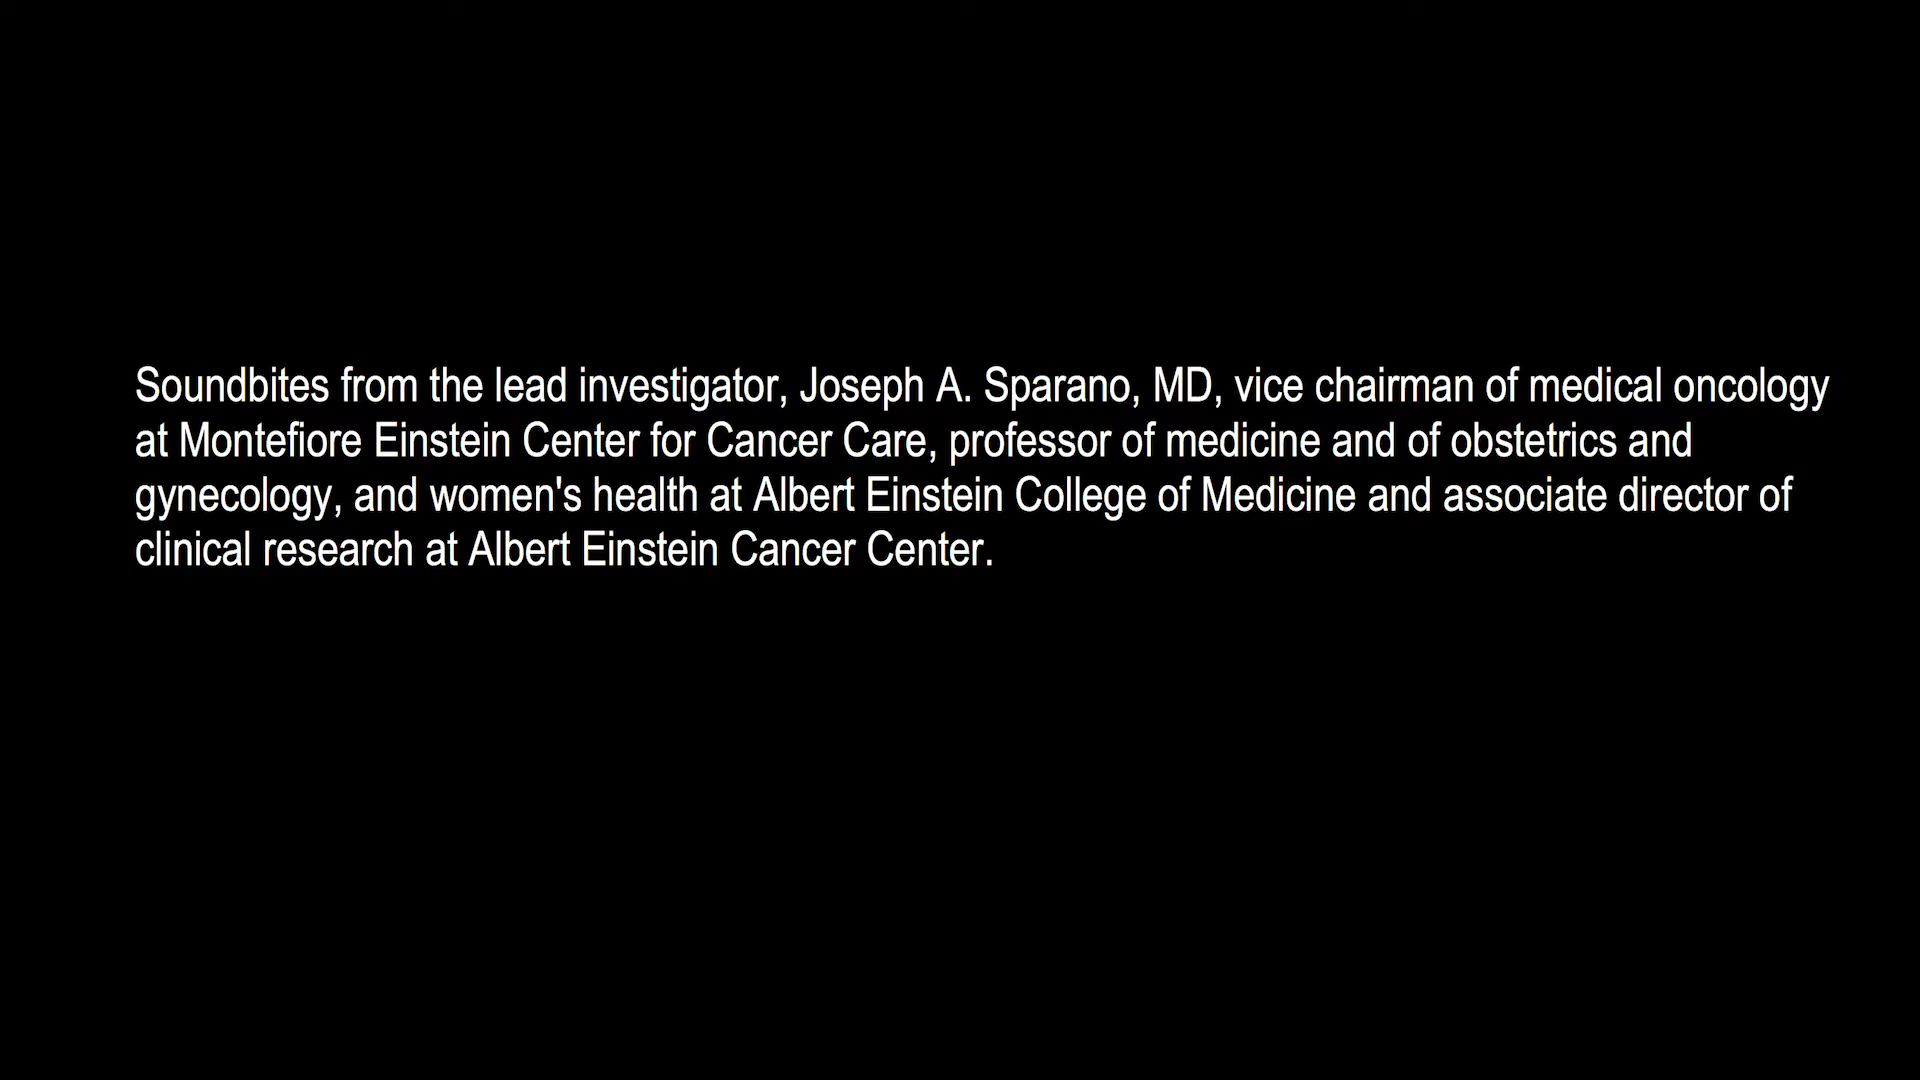 Soundbites from the lead investigator, Joseph A. Sparano, MD, vice chairman of medical oncology
at Montefiore Einstein Center for Cancer Care, professor of medicine and of obstetrics and
gynecology, and women's health at Albert Einstein College of Medicine and associate director of
clinical research at Albert Einstein Cancer Center.